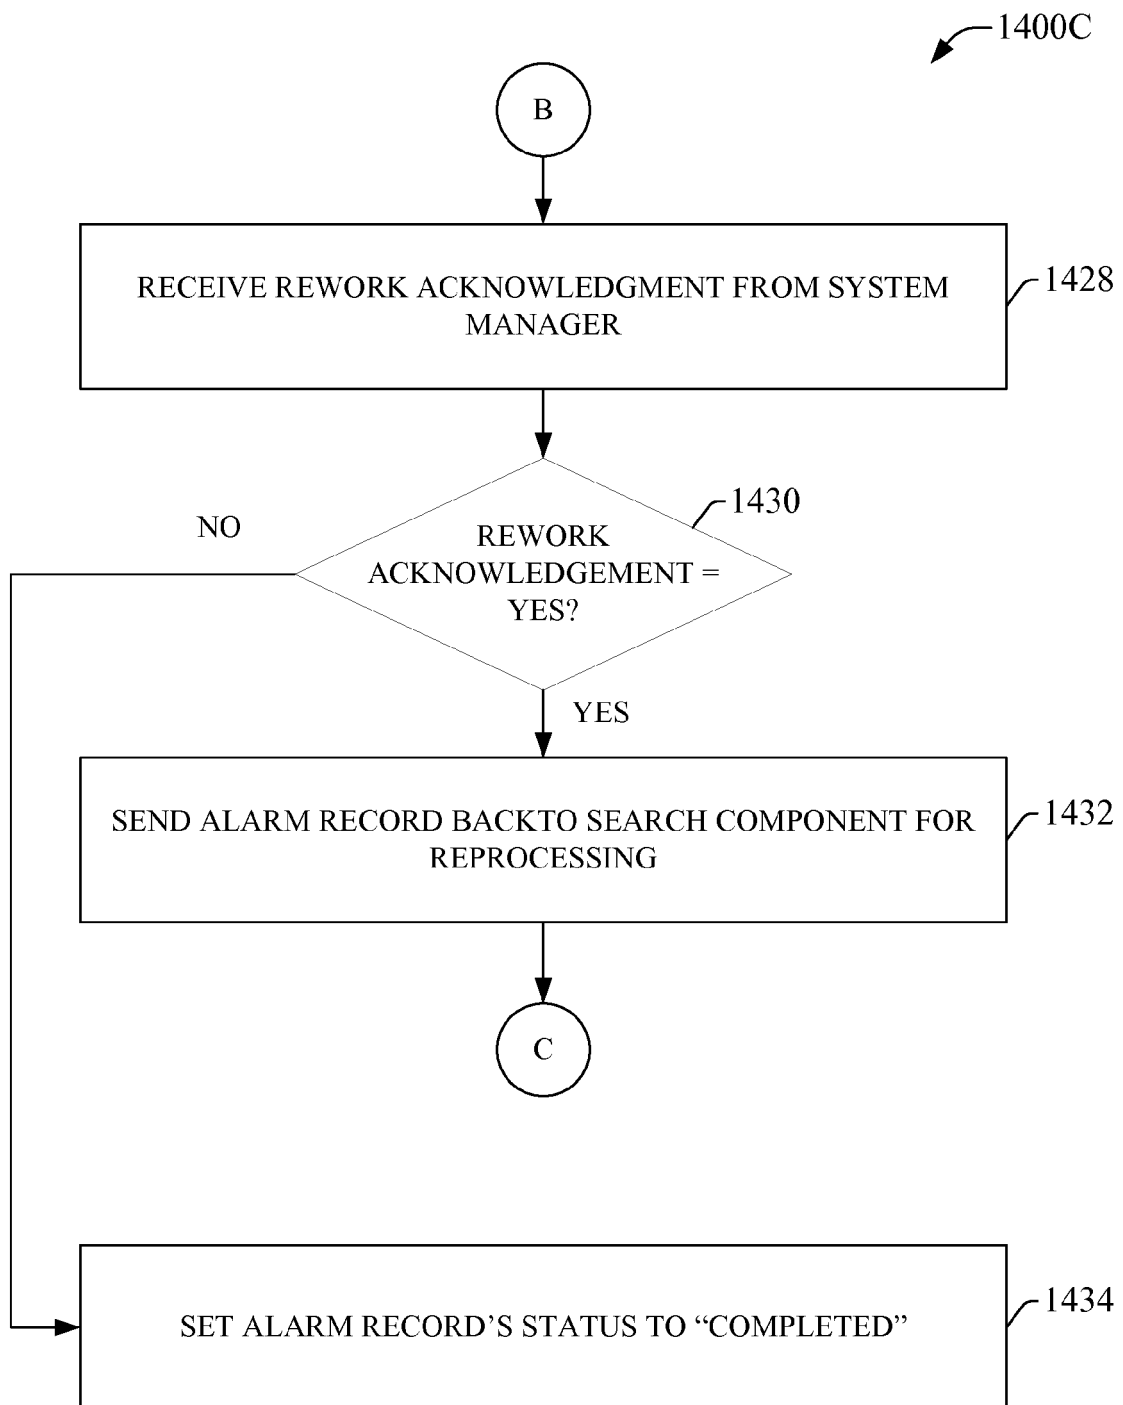 1400C
B
RECEIVE REWORK ACKNOWLEDGMENT FROM SYSTEM
MANAGER
1428
1430
NO
REWORK
ACKNOWLEDGEMENT =
YES?
YES
SEND ALARM RECORD BACKTO SEARCH COMPONENT FOR
REPROCESSING
1432
C
SET ALARM RECORD’S STATUS TO “COMPLETED”
1434